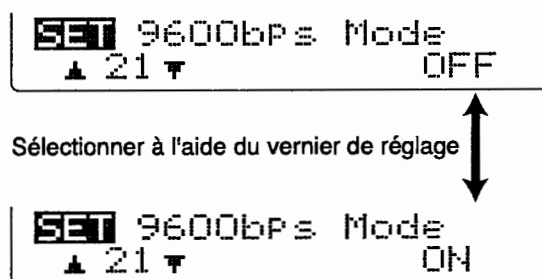 SET 9600bps Mode
21 OFF
Sélectionner à l'aide du vernier de réglage
SET 9600bps Mode
21 ON